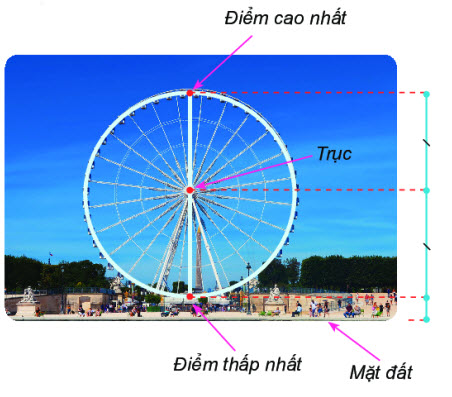 Điểm cao nhất
Trục
Điểm thấp nhất
Mặt đất